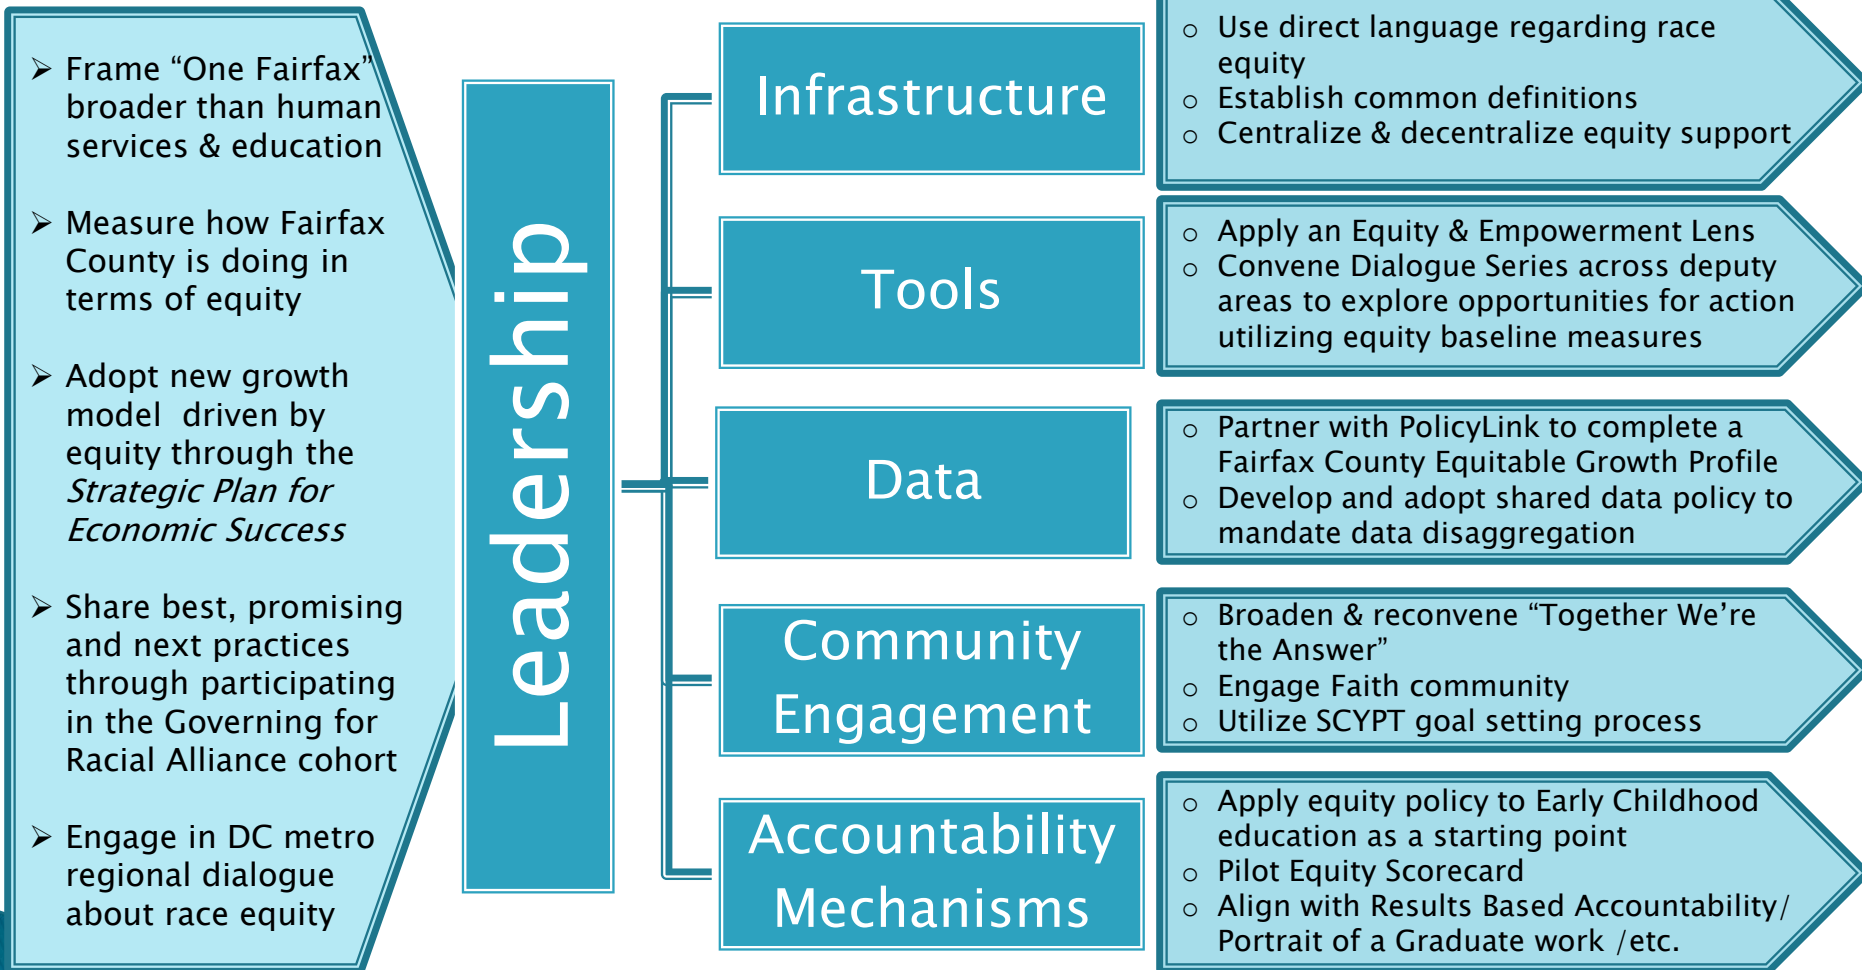 ➢ Frame “One Fairfax”
broader than human
services & education
➢ Measure how Fairfax
County is doing in
terms of equity
➢ Adopt new growth
model driven by
equity through the
Strategic Plan for
Economic Success
➢ Share best, promising
and next practices
through participating
in the Governing for
Racial Alliance cohort
➢ Engage in DC metro
regional dialogue
about race equity
Leadership
Infrastructure
o Use direct language regarding race
equity
o Establish common definitions
o Centralize & decentralize equity support
Tools
o Apply an Equity & Empowerment Lens
o Convene Dialogue Series across deputy
areas to explore opportunities for action
utilizing equity baseline measures
Data
o Partner with PolicyLink to complete a
Fairfax County Equitable Growth Profile
o Develop and adopt shared data policy to
mandate data disaggregation
Community
Engagement
o Broaden & reconvene “Together We’re
the Answer”
o Engage Faith community
o Utilize SCYPT goal setting process
Accountability
Mechanisms
o Apply equity policy to Early Childhood
education as a starting point
o Pilot Equity Scorecard
o Align with Results Based Accountability/
Portrait of a Graduate work /etc.